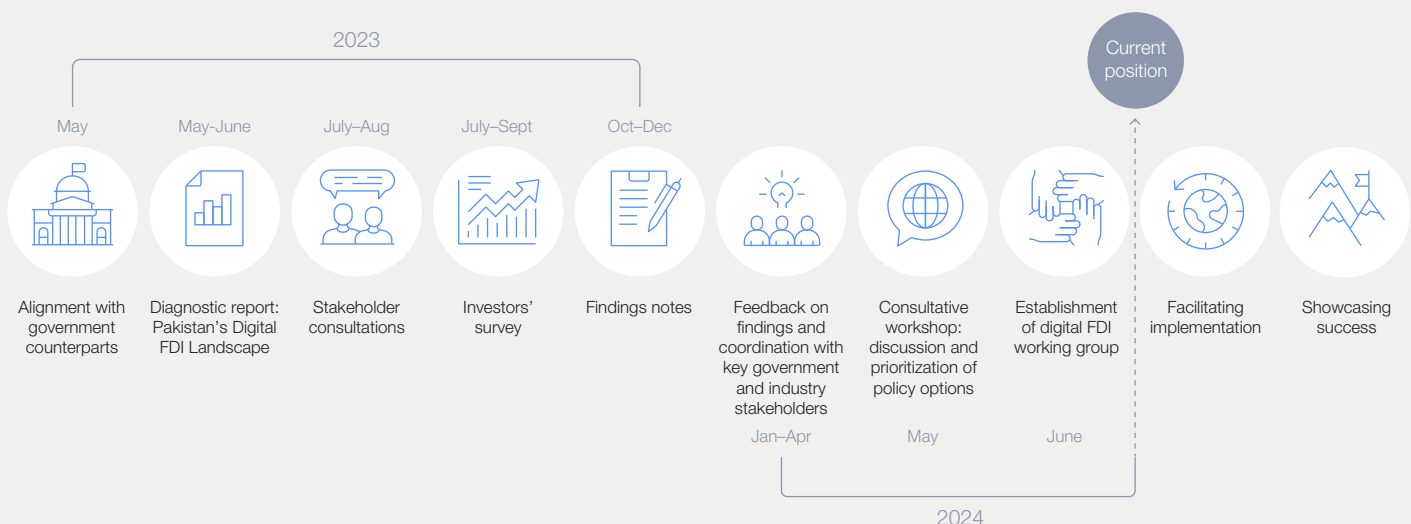 2023
Current
position
May
May-June
July–Aug
July–Sept
Oct–Dec
Alignment with
government
counterparts
Diagnostic report:
Pakistan's Digital
FDI Landscape
Stakeholder
consultations
Investors'
survey
Findings notes
Feedback on
findings and
coordination with
key government
and industry
stakeholders
Consultative
workshop:
discussion and
prioritization of
policy options
Establishment
of digital FDI
working group
Facilitating
implementation
Showcasing
success
Jan–Apr
May
June
2024